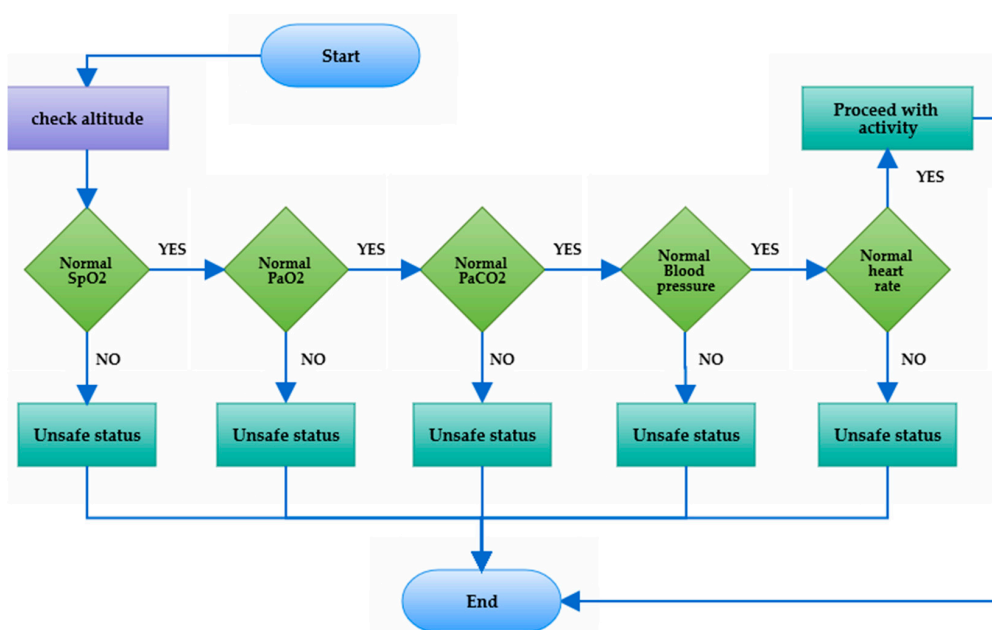 Start
check altitude
Proceed with
activity
YES
Normal
SpO2
YES
Normal
PaO2
YES
Normal
PaCO2
YES
Normal
Blood
pressure
YES
Normal
heart
rate
NO
NO
NO
NO
NO
Unsafe status
Unsafe status
Unsafe status
Unsafe status
Unsafe status
End